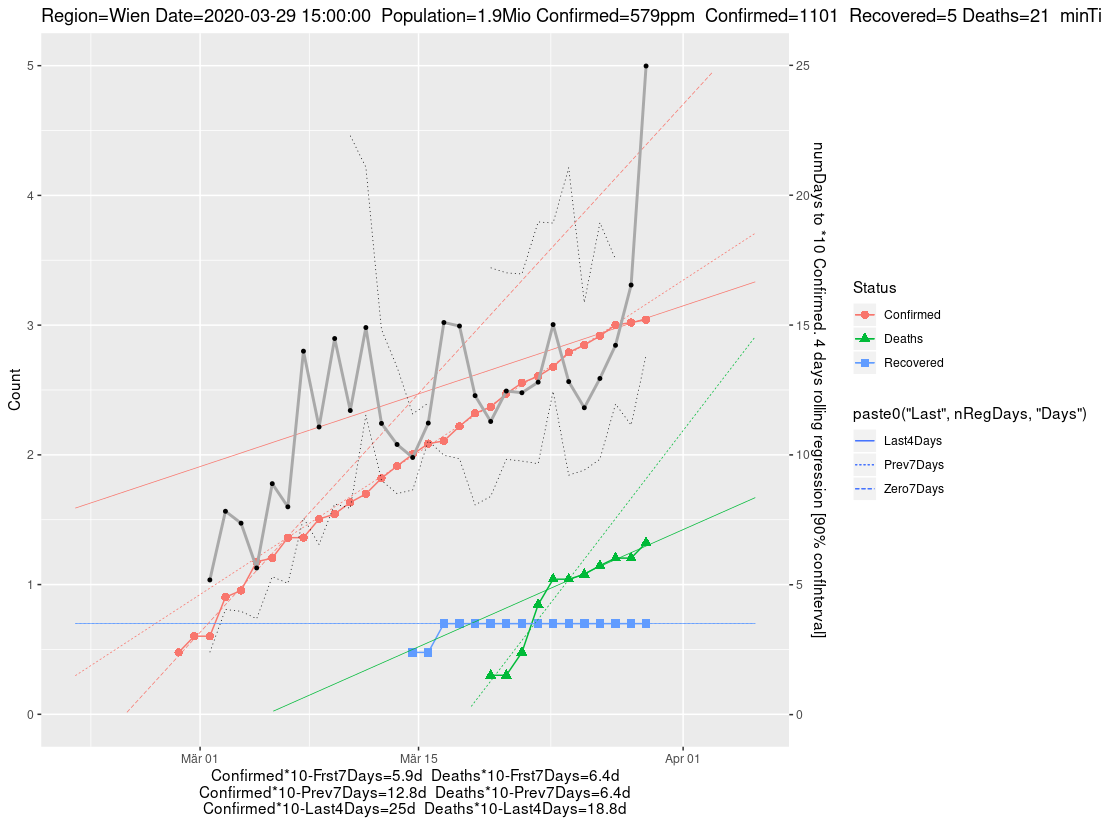 Region=Wien Date=2020-03-29 15:00:00  Population=1.9Mio Confirmed=579ppm  Confirmed=1101  Recovered=5 Deaths=21  minTi
5
4
3
2
1
0
Count
25
20
15
10
5
0
numDays to *10 Confirmed, 4 days rolling regression [90% confInterval]
Status
Confirmed
Deaths
Recovered
paste0("Last", nRegDays, "Days")
Last4Days
Prev7Days
Zero7Days
Mär 01
Mär 15
Apr 01
Confirmed*10-Frst7Days=5.9d  Deaths*10-Frst7Days=6.4d
Confirmed*10-Prev7Days=12.8d  Deaths*10-Prev7Days=6.4d
Confirmed*10-Last4Days=25d  Deaths*10-Last4Days=18.8d